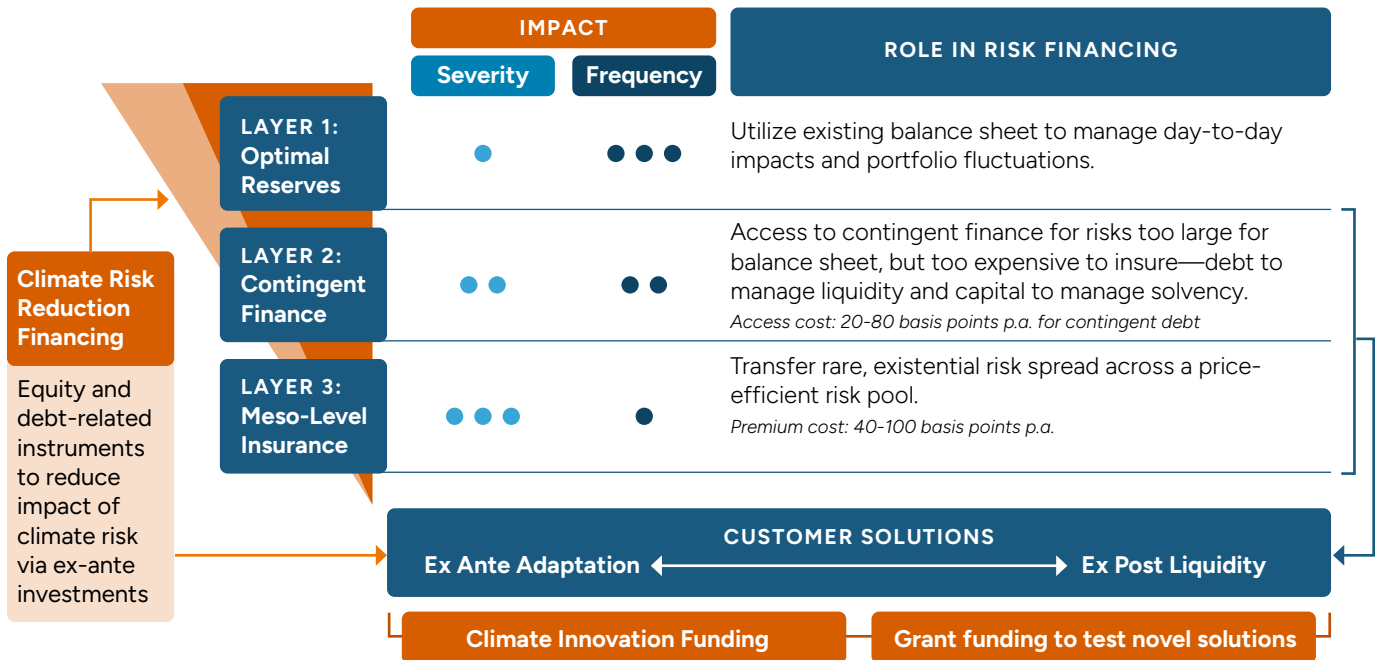 IMPACT
ROLE IN RISK FINANCING
Severity
Frequency
LAYER 1:
Optimal
Reserves
Utilize existing balance sheet to manage day-to-day
impacts and portfolio fluctuations.
LAYER 2:
Contingent
Finance
Access to contingent finance for risks too large for
balance sheet, but too expensive to insure—debt to
manage liquidity and capital to manage solvency.
Access cost: 20-80 basis points p.a. for contingent debt
LAYER 3:
Meso-Level
Insurance
Transfer rare, existential risk spread across a price-
efficient risk pool.
Premium cost: 40-100 basis points p.a.
Climate Risk
Reduction
Financing
Equity and
debt-related
instruments
to reduce
impact of
climate risk
via ex-ante
investments
CUSTOMER SOLUTIONS
Ex Ante Adaptation
Ex Post Liquidity
Climate Innovation Funding
Grant funding to test novel solutions